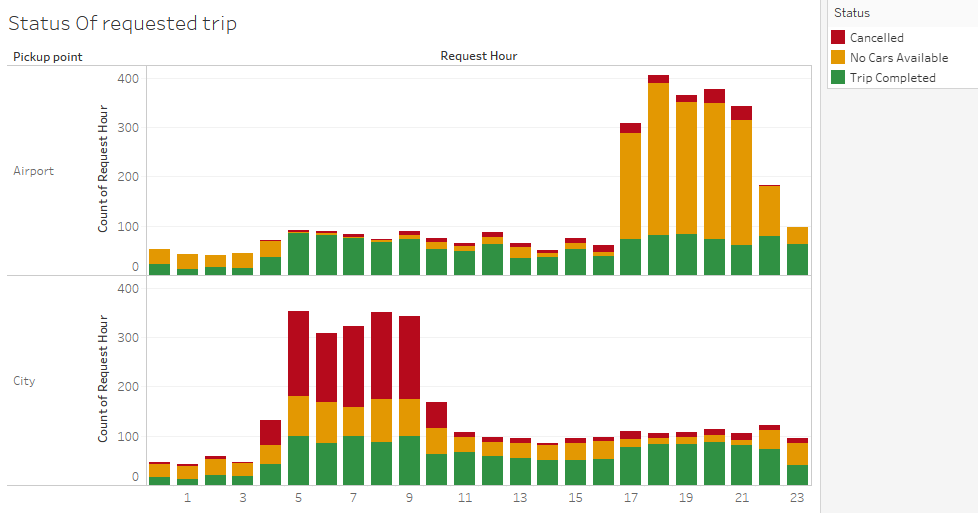 Status Of requested trip
Pickup point
Request Hour
Airport
Count of Request Hour
400
300
200
100
0
City
Count of Request Hour
400
300
200
100
0
1 3 5 7 9 11 13 15 17 19 21 23
Status
Cancelled
No Cars Available
Trip Completed